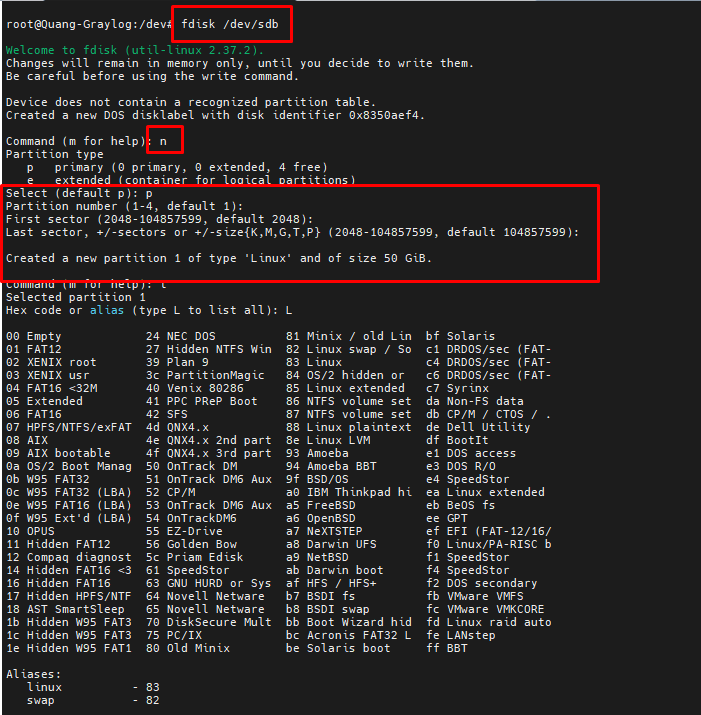 root@Quang-Graylog:/dev# fdisk /dev/sdb
Welcome to fdisk (util-linux 2.37.2).
Changes will remain in memory only, until you decide to write them.
Be careful before using the write command.
Device does not contain a recognized partition table.
Created a new DOS disklabel with disk identifier 0x8350aef4.
Command (m for help): n
Partition type
p primary (0 primary, 0 extended, 4 free)
e extended (container for logical partitions)
Select (default p): p
Partition number (1-4, default 1):
First sector (2048-104857599, default 2048):
Last sector, +/-sectors or +/-size{K,M,G,T,P} (2048-104857599, default 104857599):
Created a new partition 1 of type 'Linux' and of size 50 GiB.
Command (m for help): t
Selected partition 1
Hex code or alias (type L to list all): L
00 Empty 24 NEC DOS 81 Minix / old Lin bf Solaris
01 FAT12 27 Hidden NTFS Win 82 Linux swap / So c1 DRDOS/sec (FAT-
02 XENIX root 39 Plan 9 83 Linux c4 DRDOS/sec (FAT-
03 XENIX usr 3c PartitionMagic 84 OS/2 hidden or c6 DRDOS/sec (FAT-
04 FAT16 <32M 40 Venix 80286 85 Linux extended c7 Syrinx
05 Extended 41 PPC PReP Boot 86 NTFS volume set da Non-FS data
06 FAT16 42 SFS 87 NTFS volume set db CP/M / CTOS / .
07 HPFS/NTFS/exFAT 4d QNX4.x 88 Linux plaintext de Dell Utility
08 AIX 4e QNX4.x 2nd part 8e Linux LVM df BootIt
09 AIX bootable 4f QNX4.x 3rd part 93 Amoeba e1 DOS access
0a OS/2 Boot Manag 50 OnTrack DM 94 Amoeba BBT e3 DOS R/O
0b W95 FAT32 51 OnTrack DM6 Aux 9f BSD/OS e4 SpeedStor
0c W95 FAT32 (LBA) 52 CP/M a0 IBM Thinkpad hi ea Linux extended
0e W95 FAT16 (LBA) 53 OnTrack DM6 Aux a5 FreeBSD eb BeOS fs
0f W95 Ext'd (LBA) 54 OnTrackDM6 a6 OpenBSD ee GPT
10 OPUS 55 EZ-Drive a7 NeXTSTEP ef EFI (FAT-12/16/
11 Hidden FAT12 56 Golden Bow a8 Darwin UFS f0 Linux/PA-RISC b
12 Compaq diagnost 5c Priam Edisk a9 NetBSD f1 SpeedStor
14 Hidden FAT16 <3 61 SpeedStor ab Darwin boot f4 SpeedStor
16 Hidden FAT16 63 GNU HURD or Sys af HFS / HFS+ f2 DOS secondary
17 Hidden HPFS/NTF 64 Novell Netware b7 BSDI fs fb VMware VMFS
18 AST SmartSleep 65 Novell Netware b8 BSDI swap fc VMware VMKCORE
1b Hidden W95 FAT3 70 DiskSecure Mult bb Boot Wizard hid fd Linux raid auto
1c Hidden W95 FAT3 75 PC/IX bc Acronis FAT32 L fe LANstep
1e Hidden W95 FAT1 80 Old Minix be Solaris boot ff BBT
Aliases:
linux - 83
swap - 82